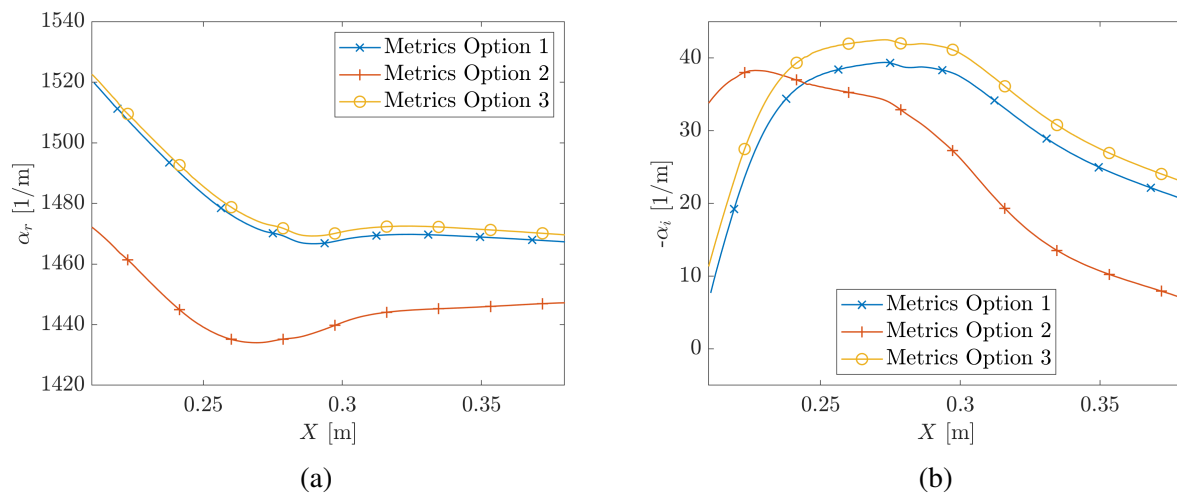 1540
1520
1500
1480
1460
1440
1420
α_r [1/m]
Metrics Option 1
Metrics Option 2
Metrics Option 3
0.25
0.3
0.35
X [m]
(a)
40
30
20
10
0
-α_i [1/m]
Metrics Option 1
Metrics Option 2
Metrics Option 3
0.25
0.3
0.35
X [m]
(b)